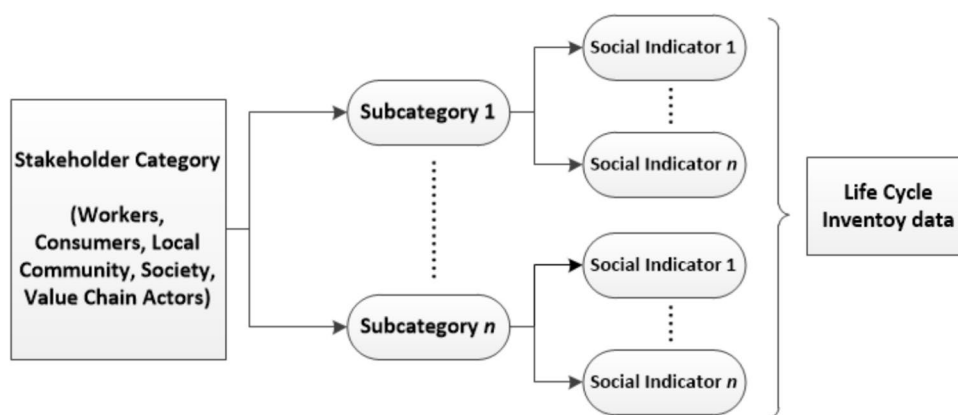 Stakeholder Category
(Workers,
Consumers, Local
Community, Society,
Value Chain Actors)
Subcategory 1
Subcategory n
Social Indicator 1
Social Indicator n
Social Indicator 1
Social Indicator n
Life Cycle
Inventoy data